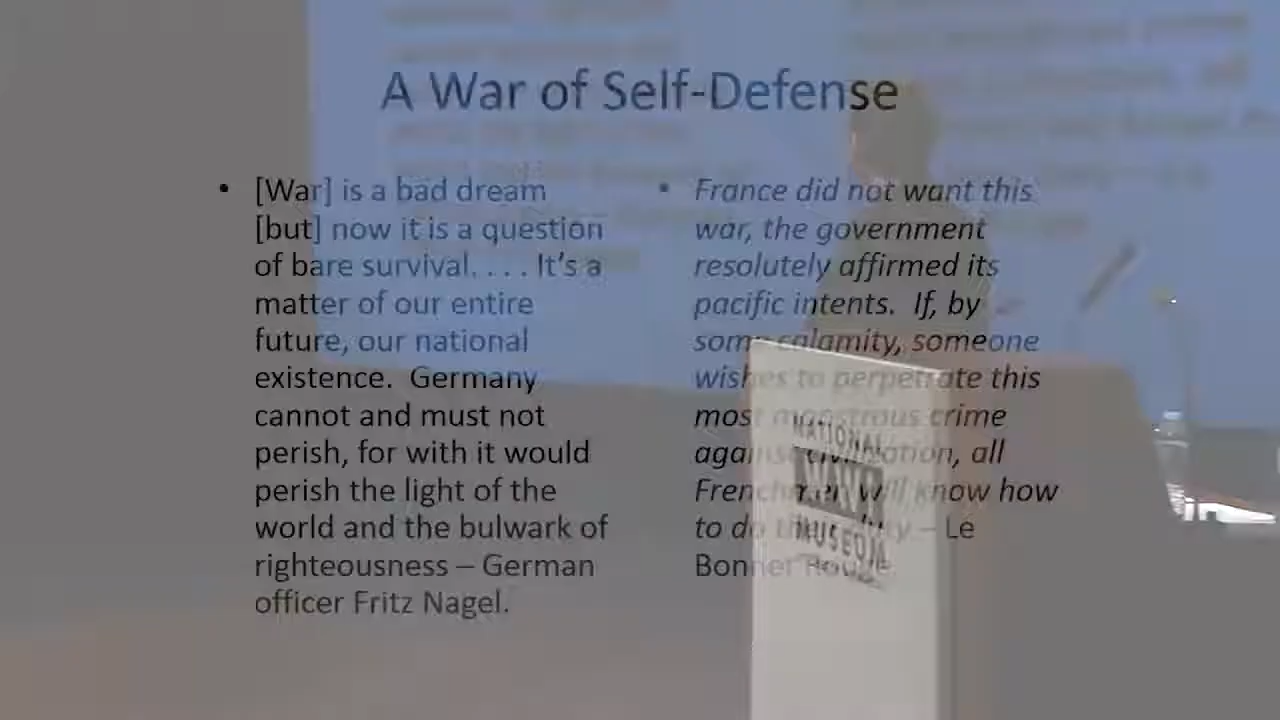 A War of Self-Defense
• [War] is a bad dream
[but] now it is a question
of bare survival. . . . It’s a
matter of our entire
future, our national
existence.  Germany
cannot and must not
perish, for with it would
perish the light of the
world and the bulwark of
righteousness – German
officer Fritz Nagel.
• France did not want this
war, the government
resolutely affirmed its
pacific intents.  If, by
some calamity, someone
wishes to perpetrate this
most monstrous crime
against civilization, all
Frenchmen will know how
to do their duty – Le
Bonnet Rouge
NATIONAL
WWI
MUSEUM